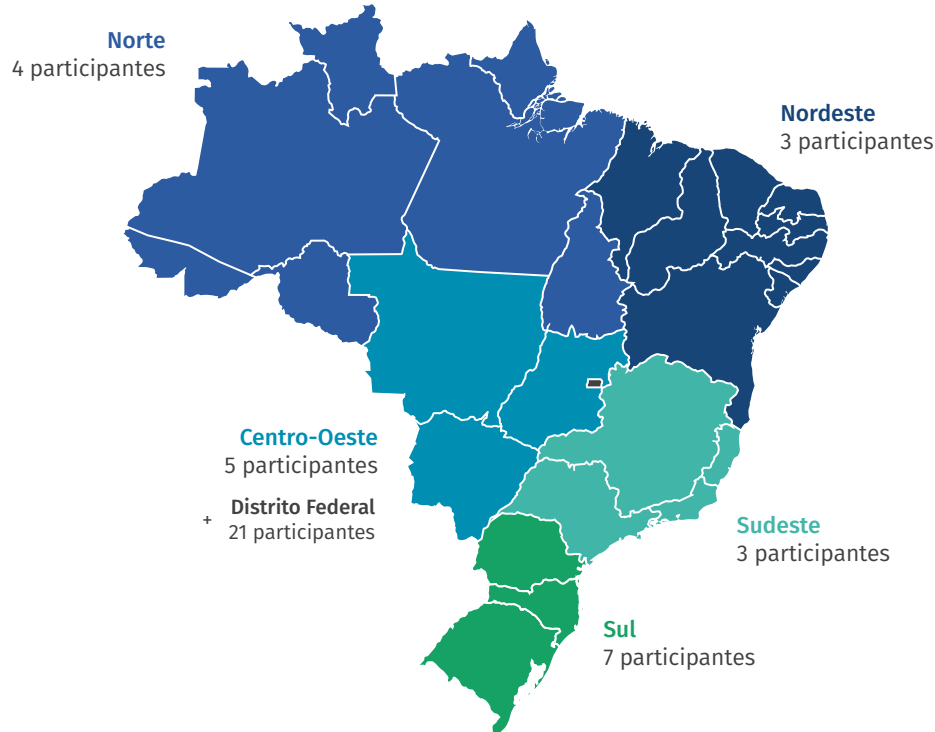 Norte
4 participantes
Nordeste
3 participantes
Centro-Oeste
5 participantes
+ Distrito Federal
21 participantes
Sudeste
3 participantes
Sul
7 participantes